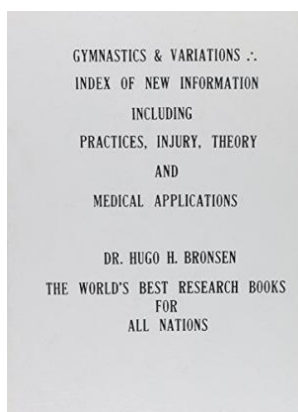 GYMNASTICS & VARIATIONS ∴
INDEX OF NEW INFORMATION
INCLUDING
PRACTICES, INJURY, THEORY
AND
MEDICAL APPLICATIONS
DR. HUGO H. BRONSEN
THE WORLD'S BEST RESEARCH BOOKS
FOR
ALL NATIONS